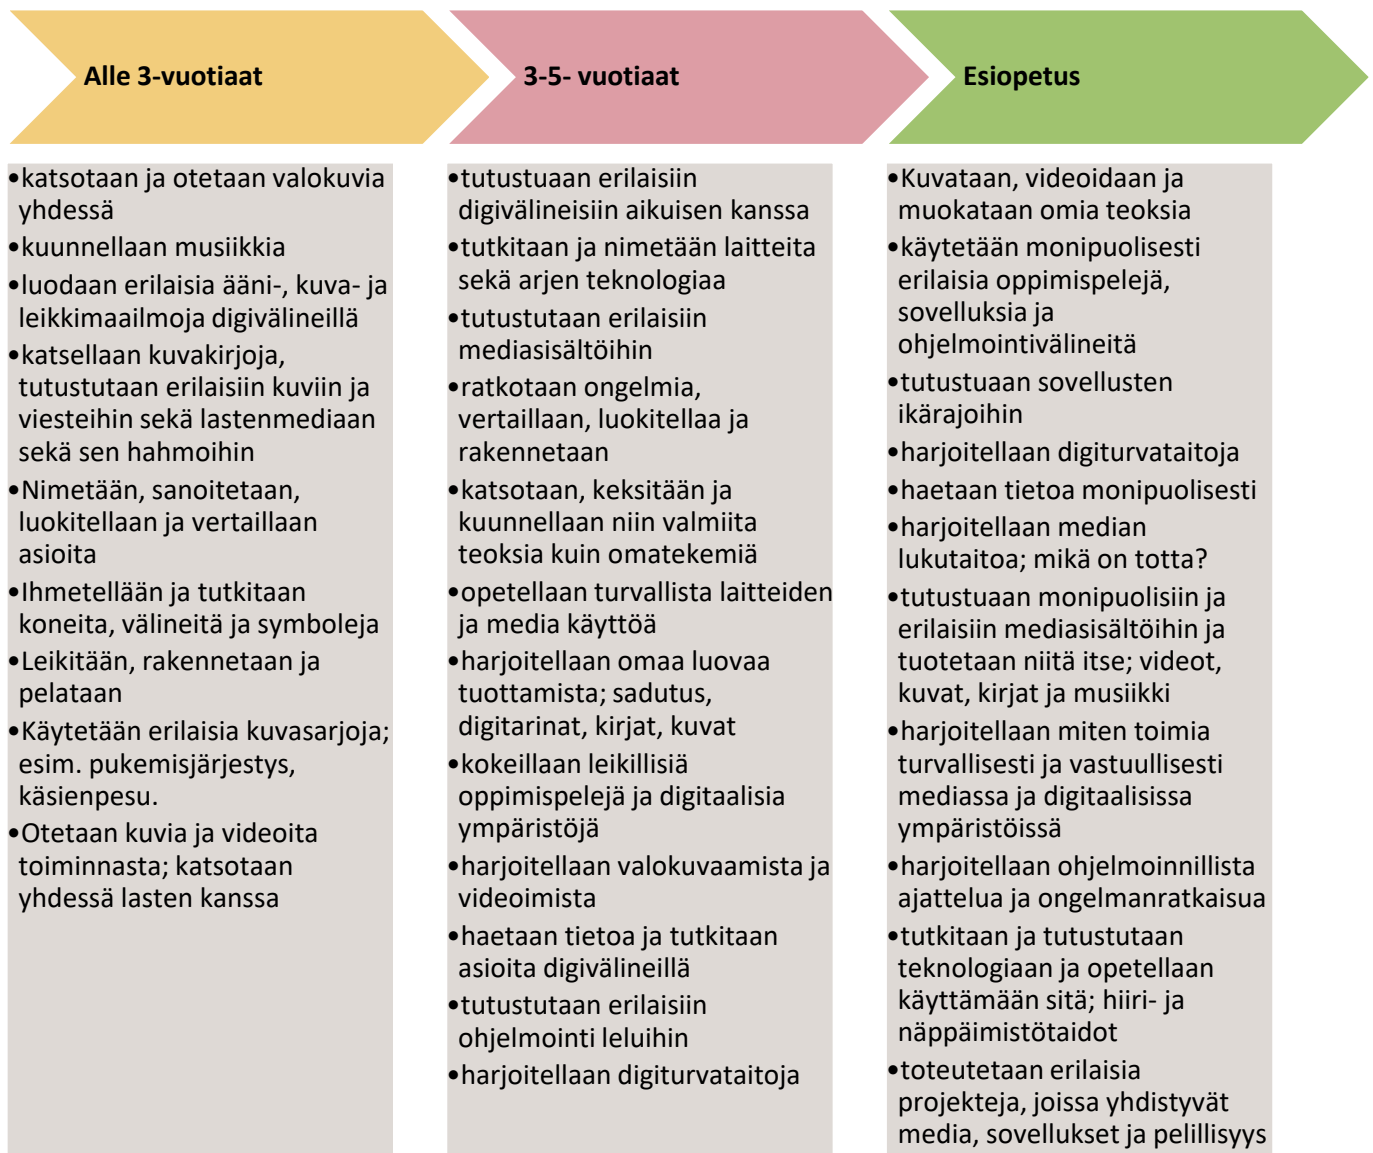 Alle 3-vuotiaat
•katsotaan ja otetaan valokuvia
yhdessä
•kuunnellaan musiikkia
•luodaan erilaisia ääni-, kuva- ja
leikkimaailmoja digivälineillä
•katsellaan kuvakirjoja,
tutustutaan erilaisiin kuviin ja
viesteihin sekä lastenmediaan
sekä sen hahmoihin
•Nimetään, sanoitetaan,
luokitellaan ja vertaillaan
asioita
•Ihmetellään ja tutkitaan
koneita, välineitä ja symboleja
•Leikitään, rakennetaan ja
pelataan
•Käytetään erilaisia kuvasarjoja;
esim. pukemisjärjestys,
käsienpesu.
•Otetaan kuvia ja videoita
toiminnasta; katsotaan
yhdessä lasten kanssa
3-5- vuotiaat
•tutustuaan erilaisiin
digivälineisiin aikuisen kanssa
•tutkitaan ja nimetään laitteita
sekä arjen teknologiaa
•tutustutaan erilaisiin
mediasisältöihin
•ratkotaan ongelmia,
vertaillaan, luokitellaa ja
rakennetaan
•katsotaan, keksitään ja
kuunnellaan niin valmiita
teoksia kuin omatekemiä
•opetellaan turvallista laitteiden
ja media käyttöä
•harjoitellaan omaa luovaa
tuottamista; sadutus,
digitarinat, kirjat, kuvat
•kokeillaan leikillisiä
oppimispelejä ja digitaalisia
ympäristöjä
•harjoitellaan valokuvaamista ja
videoimista
•haetaan tietoa ja tutkitaan
asioita digivälineillä
•tutustutaan erilaisiin
ohjelmointi leluihin
•harjoitellaan digiturvataitoja
Esiopetus
•Kuvataan, videoidaan ja
muokataan omia teoksia
•käytetään monipuolisesti
erilaisia oppimispelejä,
sovelluksia ja
ohjelmointivälineitä
•tutustuaan sovellusten
ikärajoihin
•harjoitellaan digiturvataitoja
•haetaan tietoa monipuolisesti
•harjoitellaan median
lukutaitoa; mikä on totta?
•tutustuaan monipuolisiin ja
erilaisiin mediasisältöihin ja
tuotetaan niitä itse; videot,
kuvat, kirjat ja musiikki
•harjoitellaan miten toimia
turvallisesti ja vastuullisesti
mediassa ja digitaalisissa
ympäristöissä
•harjoitellaan ohjelmoinnillista
ajattelua ja ongelmanratkaisua
•tutkitaan ja tutustutaan
teknologiaan ja opetellaan
käyttämään sitä; hiiri- ja
näppäimistötaidot
•toteutetaan erilaisia
projekteja, joissa yhdistyvät
media, sovellukset ja pelillisyys